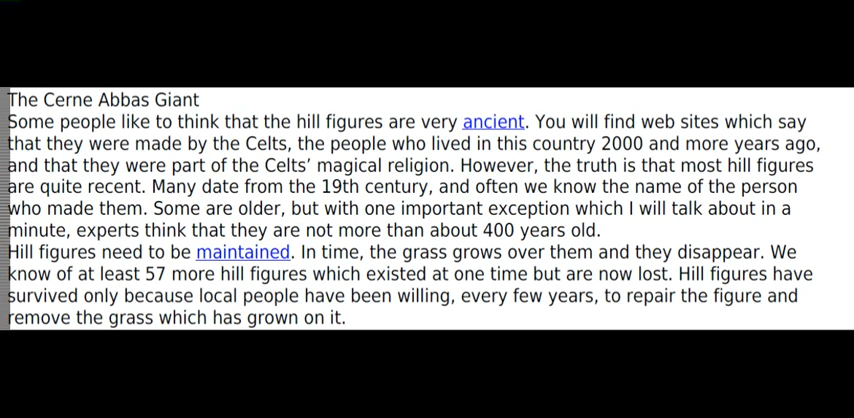 The Cerne Abbas Giant
Some people like to think that the hill figures are very ancient. You will find web sites which say
that they were made by the Celts, the people who lived in this country 2000 and more years ago,
and that they were part of the Celts’ magical religion. However, the truth is that most hill figures
are quite recent. Many date from the 19th century, and often we know the name of the person
who made them. Some are older, but with one important exception which I will talk about in a
minute, experts think that they are not more than about 400 years old.
Hill figures need to be maintained. In time, the grass grows over them and they disappear. We
know of at least 57 more hill figures which existed at one time but are now lost. Hill figures have
survived only because local people have been willing, every few years, to repair the figure and
remove the grass which has grown on it.